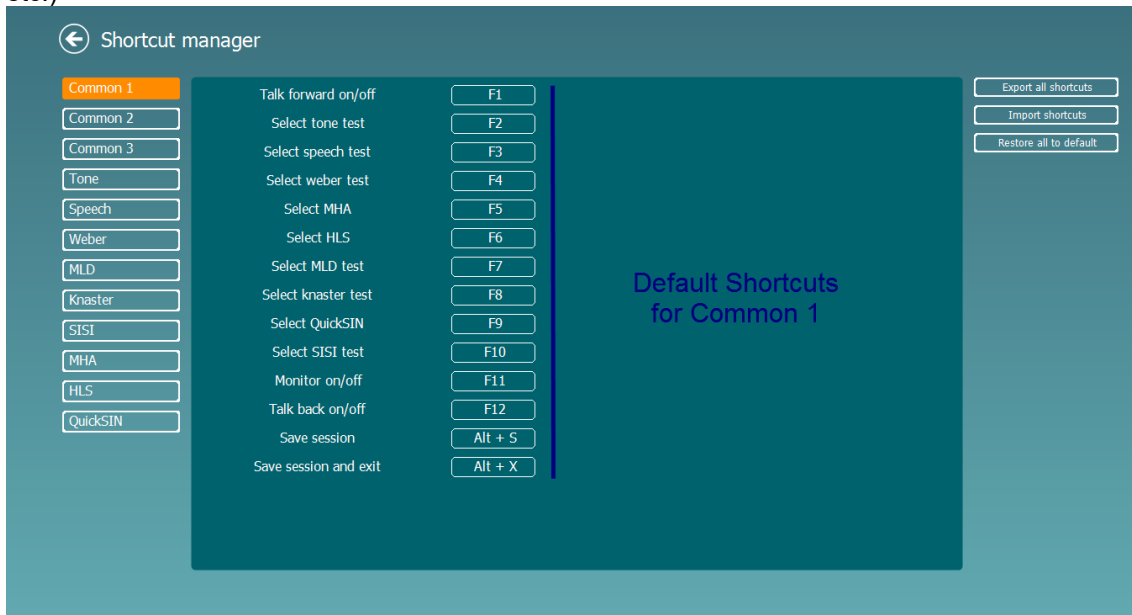 Shortcut manager
Common 1
Common 2
Common 3
Tone
Speech
Weber
MLD
Knaster
SISI
MHA
HLS
QuickSIN
Talk forward on/off F1
Select tone test F2
Select speech test F3
Select weber test F4
Select MHA F5
Select HLS F6
Select MLD test F7
Select knaster test F8
Select QuickSIN F9
Select SISI test F10
Monitor on/off F11
Talk back on/off F12
Save session Alt + S
Save session and exit Alt + X
Default Shortcuts
for Common 1
Export all shortcuts
Import shortcuts
Restore all to default